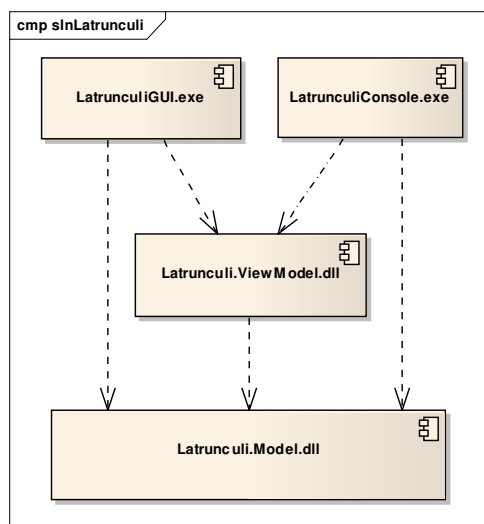 cmp slnLatrunculi
LatrunculiGUI.exe
LatrunculiConsole.exe
Latrunculi.ViewModel.dll
Latrunculi.Model.dll